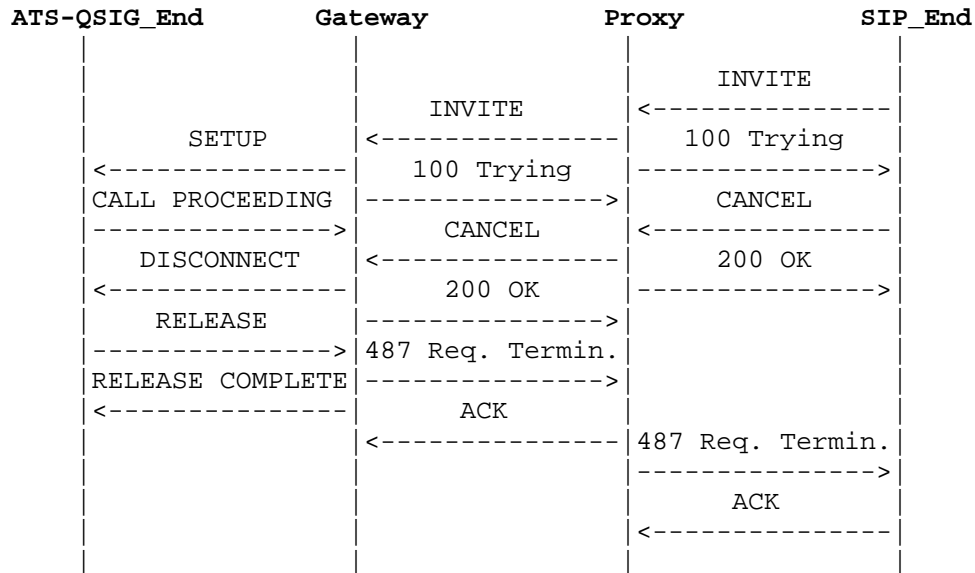 ATS-QSIG_End Gateway Proxy SIP_End
INVITE
INVITE
SETUP 100 Trying
100 Trying
CALL PROCEEDING CANCEL
CANCEL
DISCONNECT 200 OK
200 OK
RELEASE
487 Req. Termin.
RELEASE COMPLETE
ACK
487 Req. Termin.
ACK